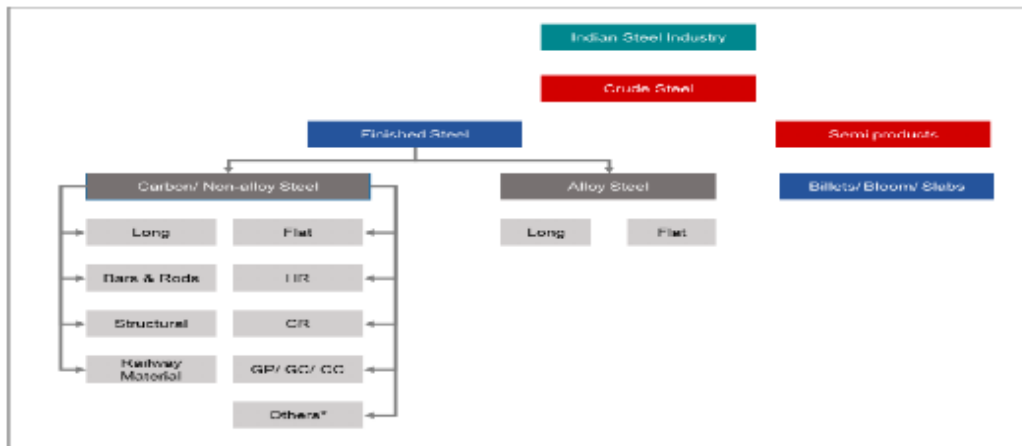 Indian Steel Industry
Crude Steel
Finished Steel
Semi products
Carbon/ Non-alloy Steel
Alloy Steel
Billets/ Bloom/ Slabs
Long
Flat
Long
Flat
Bars & Rods
HR
Structural
CR
Railway
Material
GP/ GC/ CC
Others*